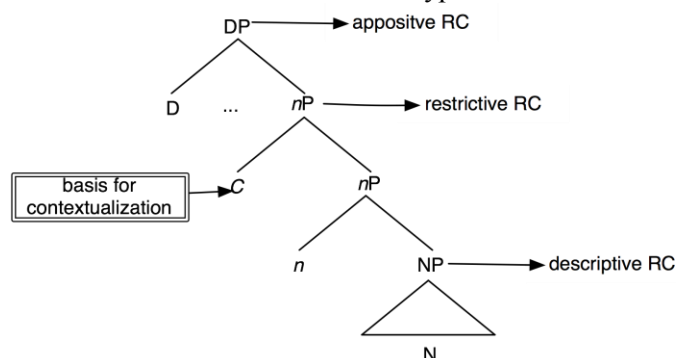 DP appositve RC
D ... nP restrictive RC
basis for
contextualization
C nP
n NP descriptive RC
N